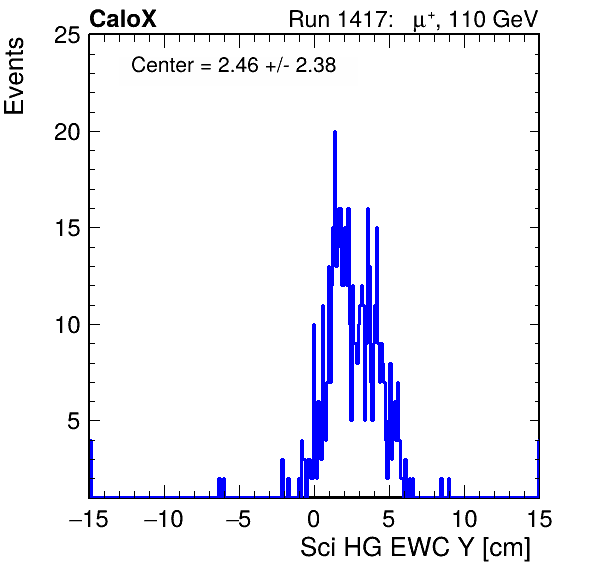 CaloX Run 1417: μ⁺, 110 GeV
Center = 2.46 +/- 2.38
Events
25
20
15
10
5
−15 −10 −5 0 5 10 15
Sci HG EWC Y [cm]